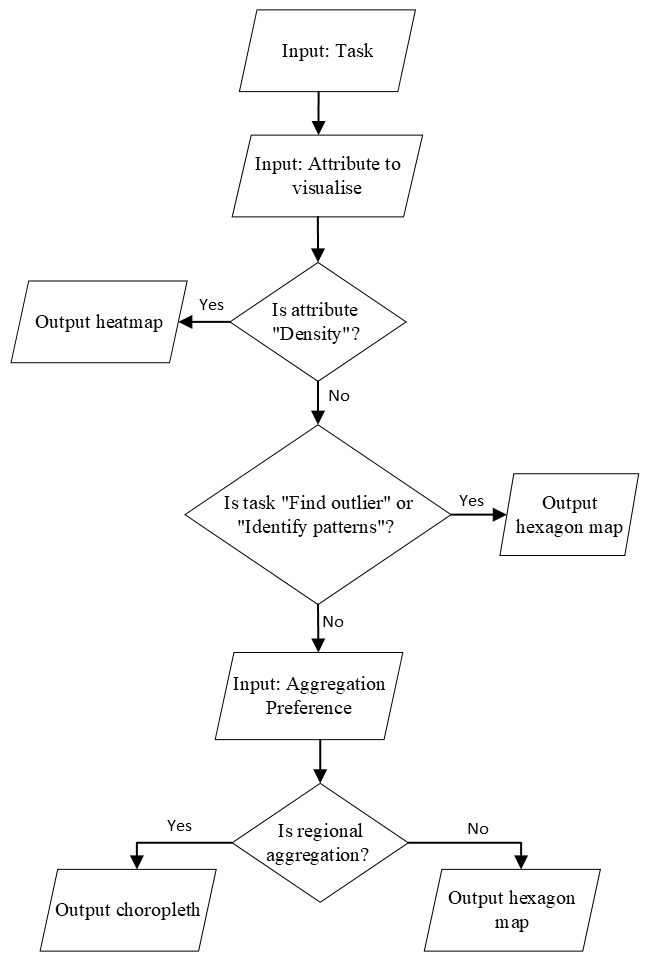 Input: Task
Input: Attribute to
visualise
Is attribute
"Density"?
Yes
Output heatmap
No
Is task "Find outlier" or
"Identify patterns"?
Yes
Output
hexagon map
No
Input: Aggregation
Preference
Is regional
aggregation?
Yes
No
Output choropleth
Output hexagon
map